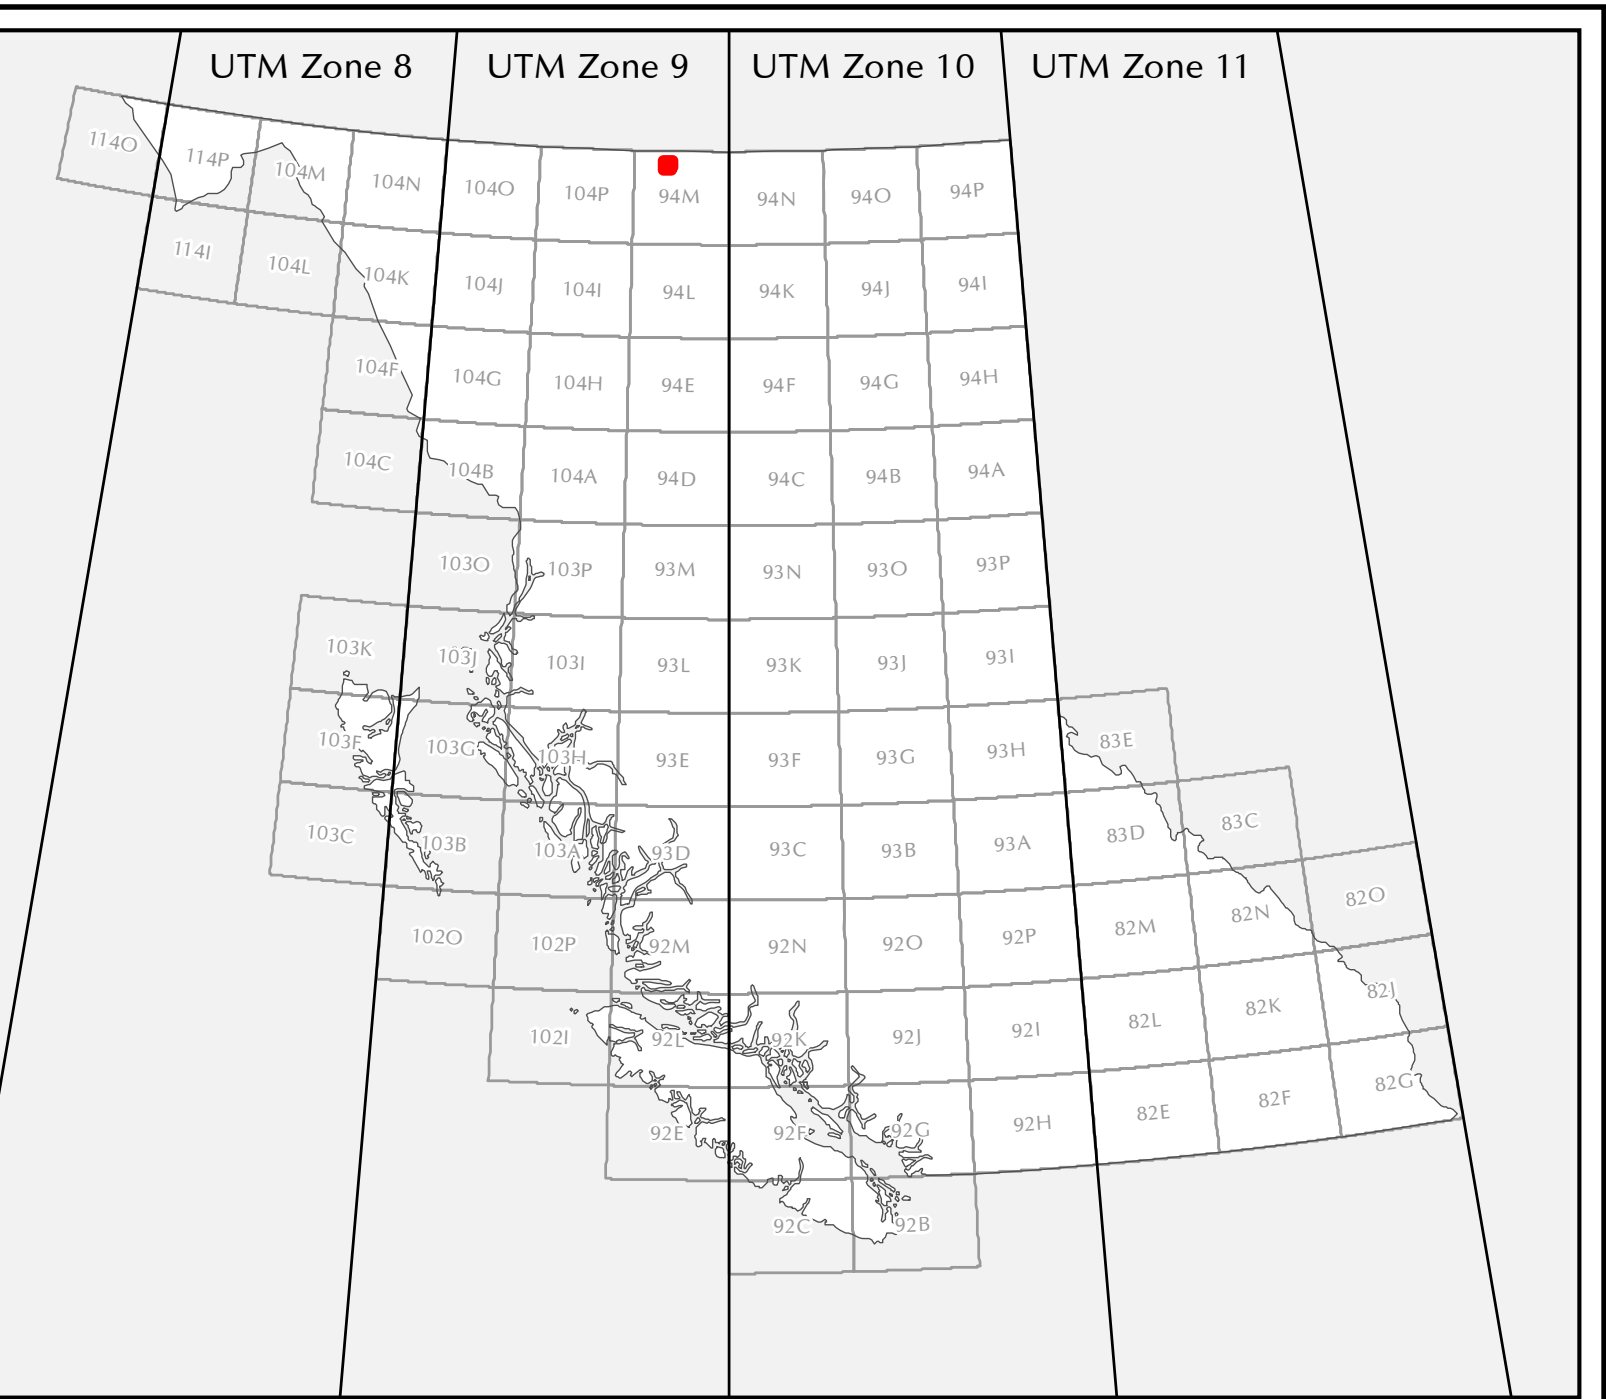 UTM Zone 8 UTM Zone 9 UTM Zone 10 UTM Zone 11
114O 114P 104M 104N 104O 104P 94M 94N 94O 94P
114I 104L 104K 104J 104I 94L 94K 94J 94I
104F 104G 104H 94E 94F 94G 94H
104C 104B 104A 94D 94C 94B 94A
103O 103P 93M 93N 93O 93P
103K 103J 103I 93L 93K 93J 93I
103F 103G 103H 93E 93F 93G 93H 83E
103C 103B 103A 93D 93C 93B 93A 83D 83C
102O 102P 92M 92N 92O 92P 82M 82N 82O
102I 92L 92K 92J 92I 82L 82K 82J
92E 92F 92G 92H 82E 82F 82G
92C 92B